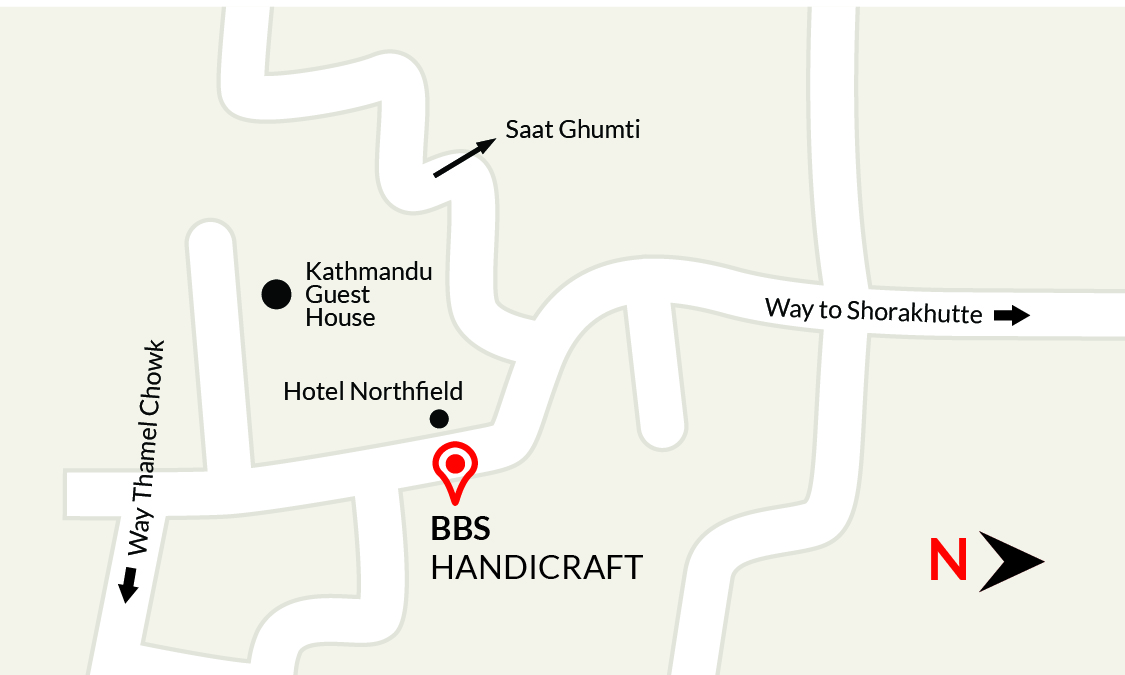 Saat Ghumti
Kathmandu
Guest
House
Way to Shorakhutte
Hotel Northfield
Way Thamel Chowk
BBS
HANDICRAFT
N